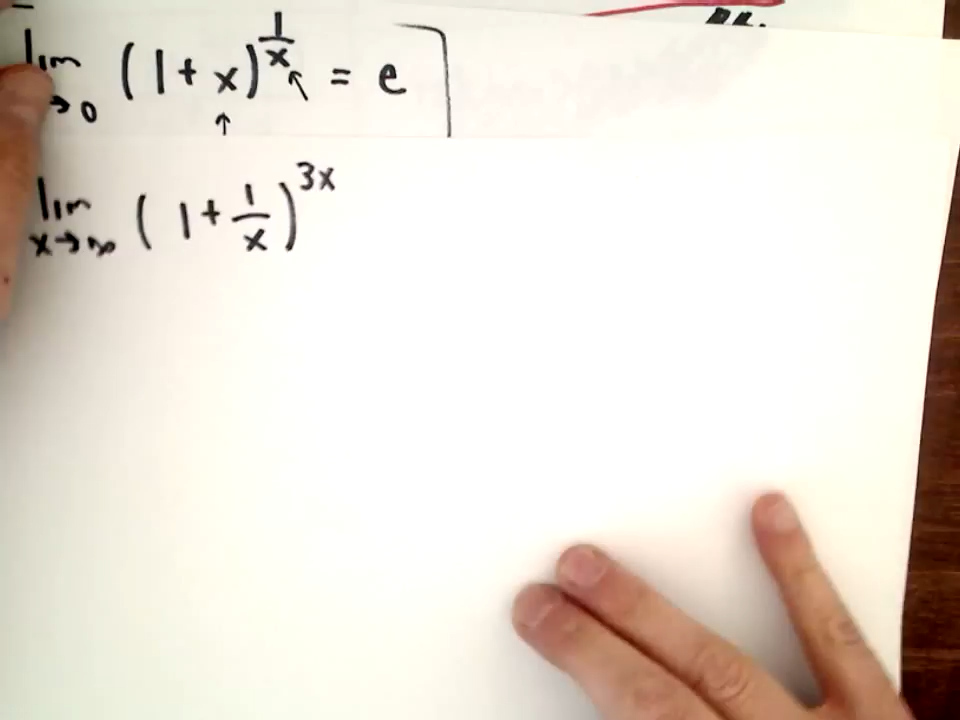 lim (1 + x)^{1/x} = e
→ 0
lim (1 + 1/x)^{3x}
x → ∞